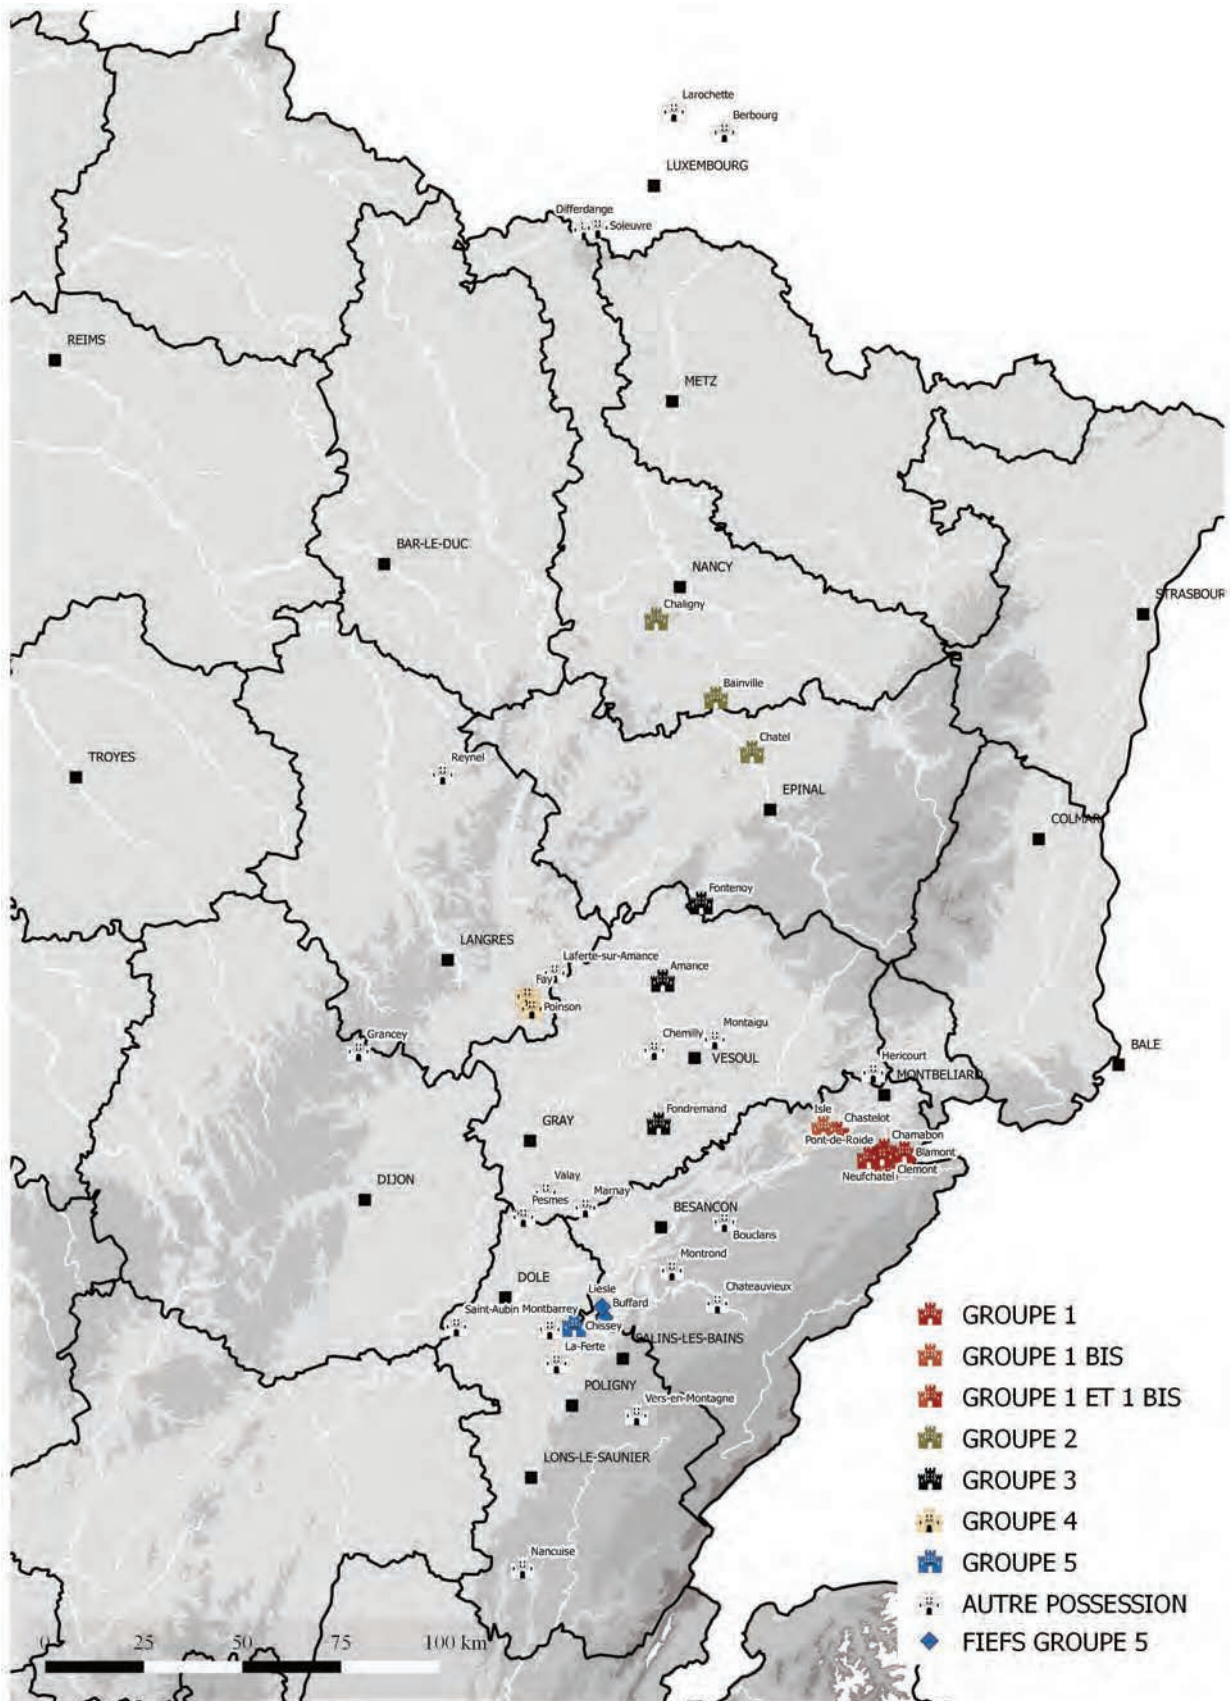 Larochette
Berbourg
LUXEMBOURG
Differdange
Soleuvre
REIMS
METZ
BAR-LE-DUC
NANCY
Chaligny
STRASBOUR
Bainville
Chatel
TROYES
Reynel
EPINAL
COLMAR
Fontenoy
LANGRES
Laferte-sur-Amance
Amance
Fay
Poinson
Grancey
Chemilly
Montaigu
VESOUL
BALE
Hericourt
MONTBELIARD
GRAY
Fondremand
Isle
Chastelot
Pont-de-Roide
Chamabon
Blamont
Clemont
Neufchatel
DIJON
Valay
Pesmes
Marnay
BESANCON
Bouclans
Montrond
DOLE
Liesle
Buffard
Chateauvieux
Saint-Aubin
Montbarrey
Chissey
SALINS-LES-BAINS
La-Ferte
POLIGNY
Vers-en-Montagne
LONS-LE-SAUNIER
Nancuise
GROUPE 1
GROUPE 1 BIS
GROUPE 1 ET 1 BIS
GROUPE 2
GROUPE 3
GROUPE 4
GROUPE 5
AUTRE POSSESSION
FIEFS GROUPE 5
0 25 50 75 100 km